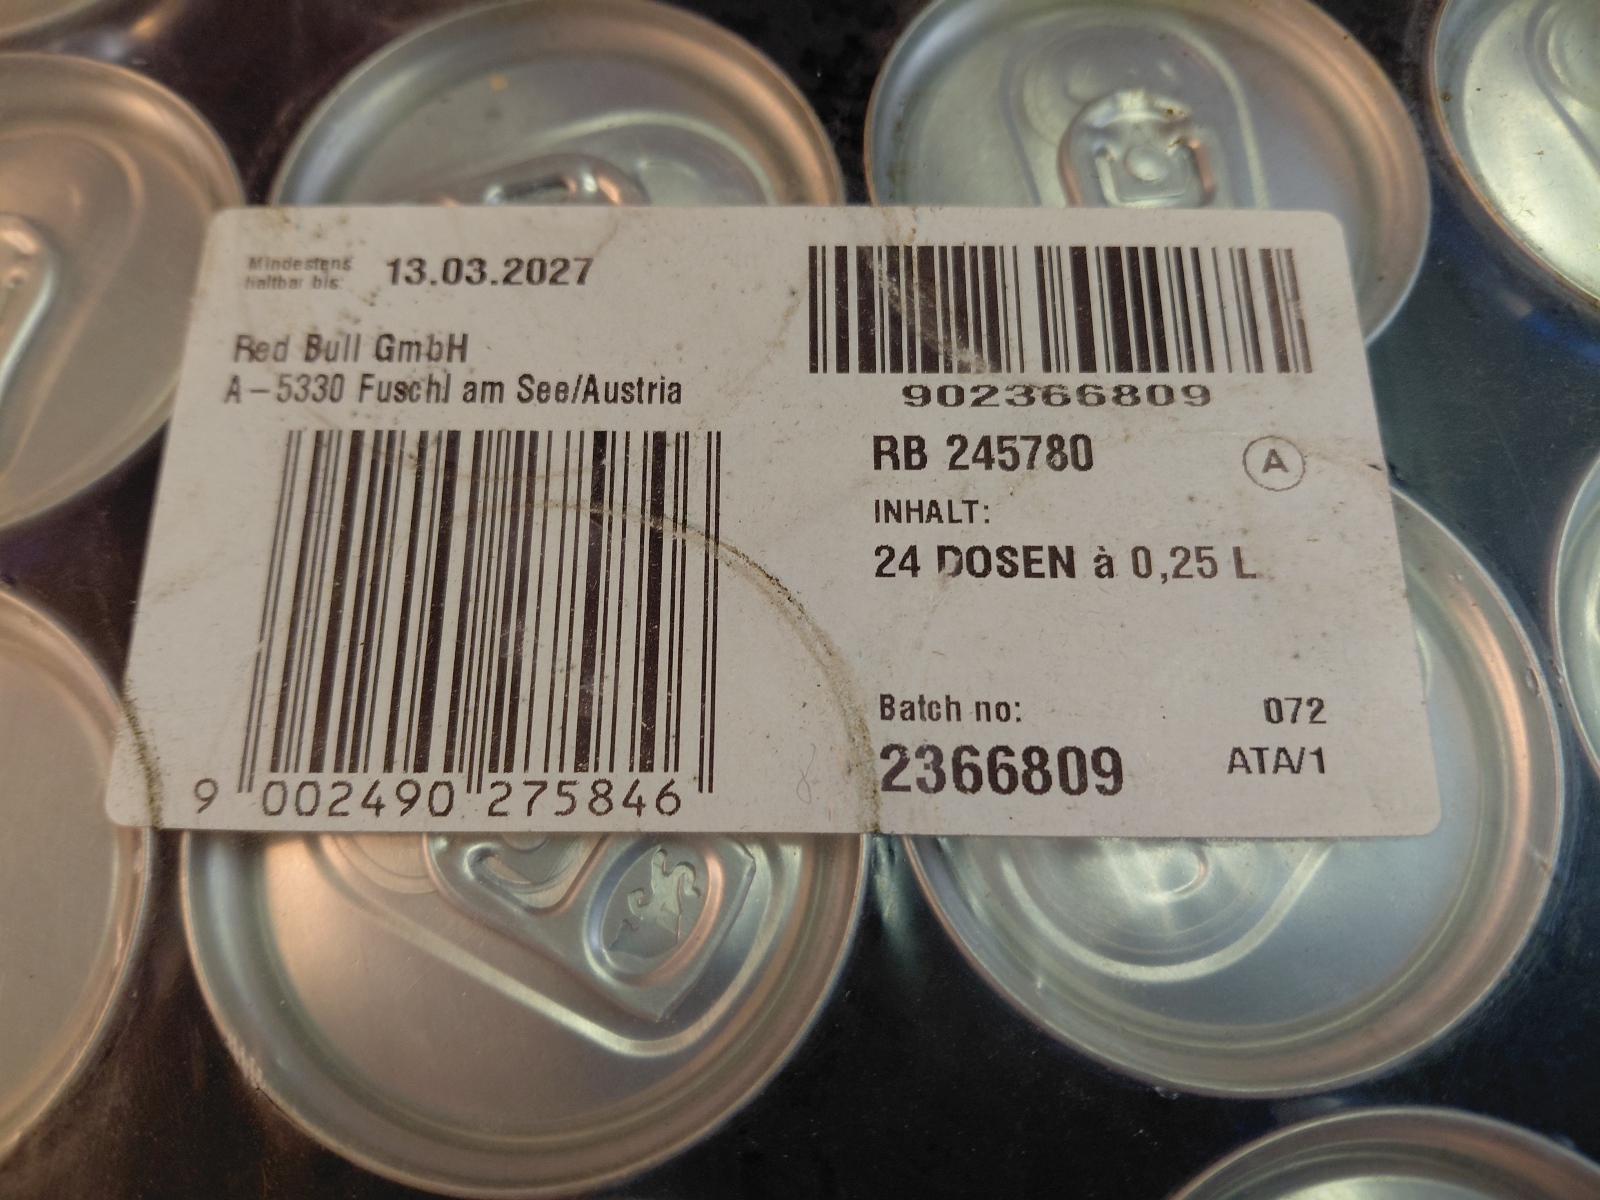 Mindestens
haltbar bis: 13.03.2027
Red Bull GmbH
A-5330 Fuschl am See/Austria
9 002490 275846
902366809
RB 245780 A
INHALT:
24 DOSEN à 0,25 L
Batch no: 072
2366809 ATA/1